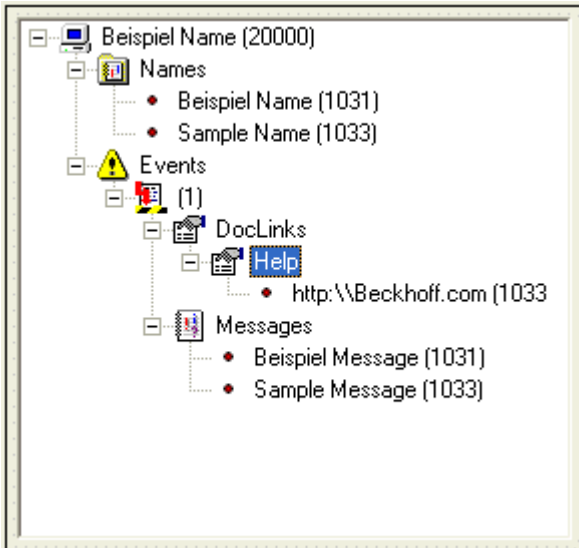 Beispiel Name (20000)
Names
Beispiel Name (1031)
Sample Name (1033)
Events
(1)
DocLinks
Help
http:\\Beckhoff.com (1033
Messages
Beispiel Message (1031)
Sample Message (1033)